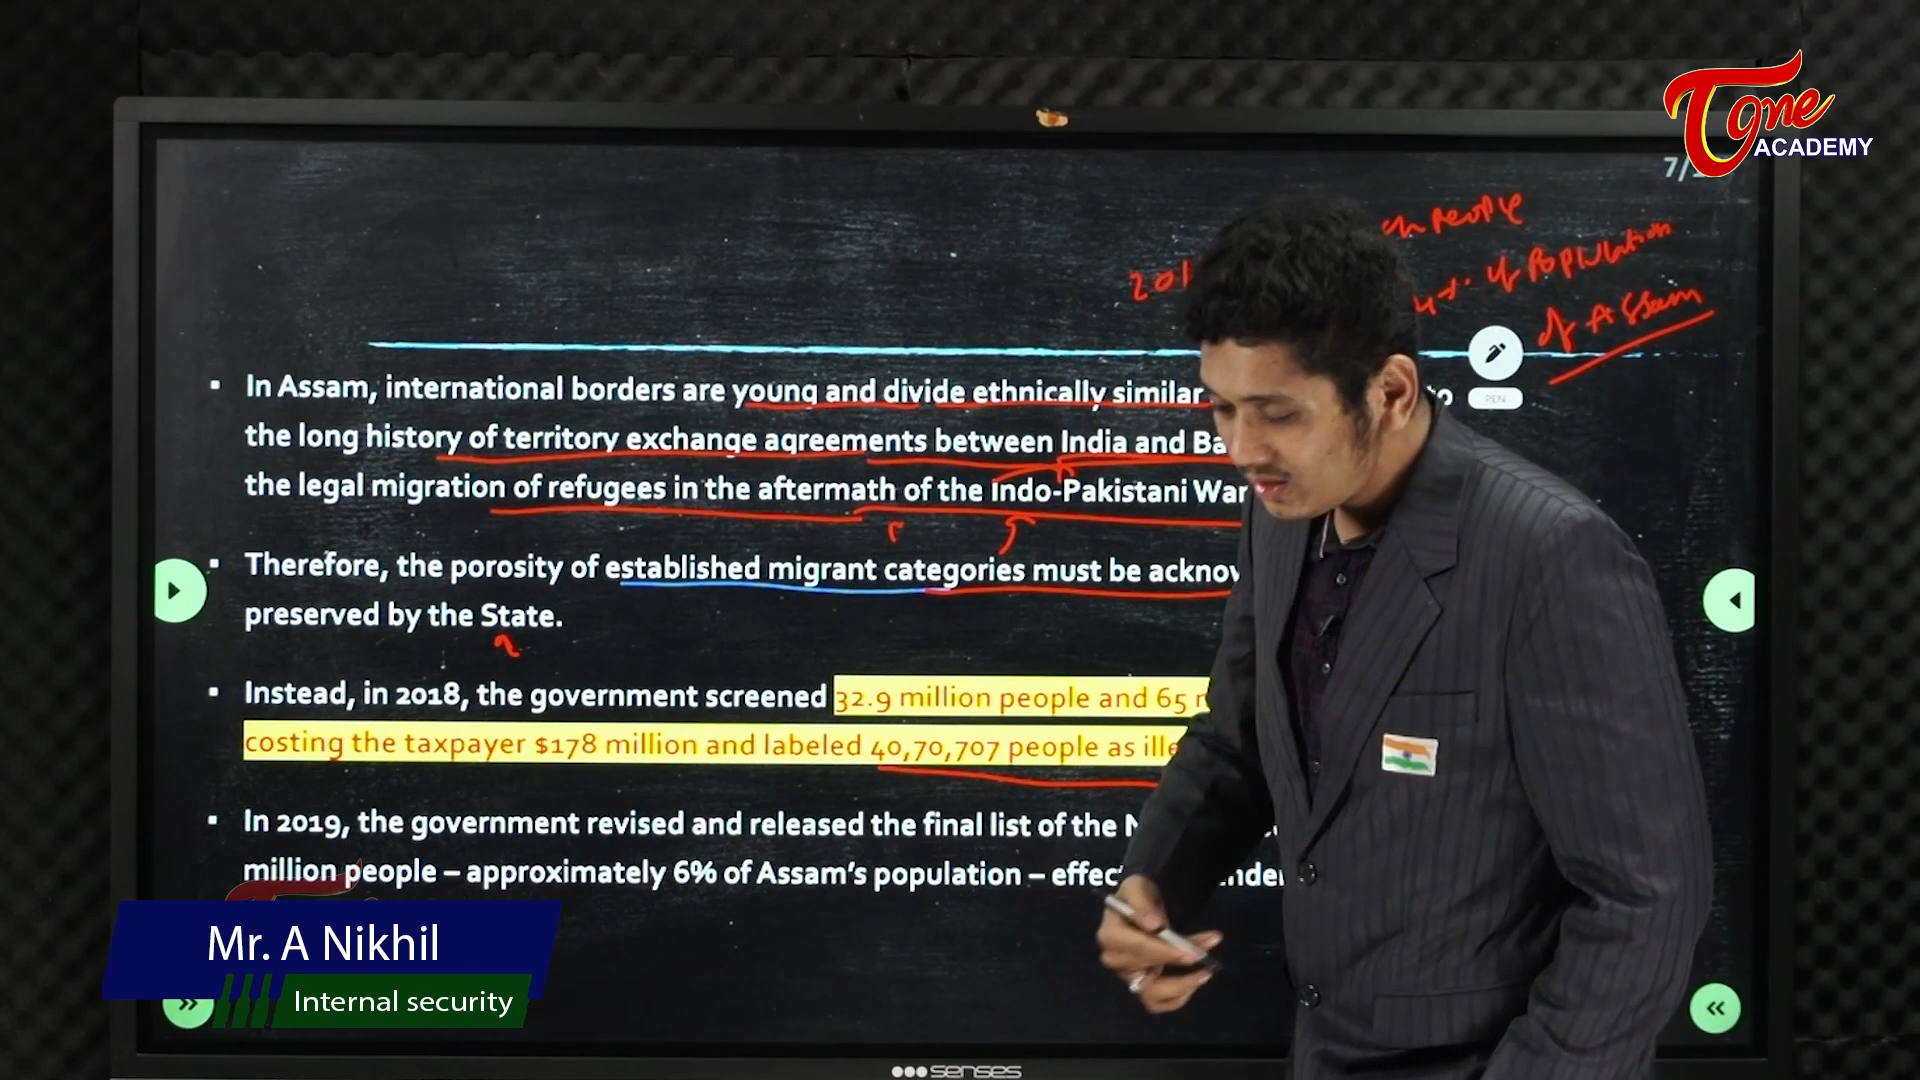 Tone
ACADEMY
7/1
People
201
of Population
of Assam
PEN
In Assam, international borders are young and divide ethnically similar
the long history of territory exchange agreements between India and Ba
the legal migration of refugees in the aftermath of the Indo-Pakistani War
Therefore, the porosity of established migrant categories must be acknow
preserved by the State.
Instead, in 2018, the government screened 32.9 million people and 65
costing the taxpayer $178 million and labeled 40,70,707 people as ille
In 2019, the government revised and released the final list of the N
million people – approximately 6% of Assam's population – effec nder
Mr. A Nikhil
Internal security
senses